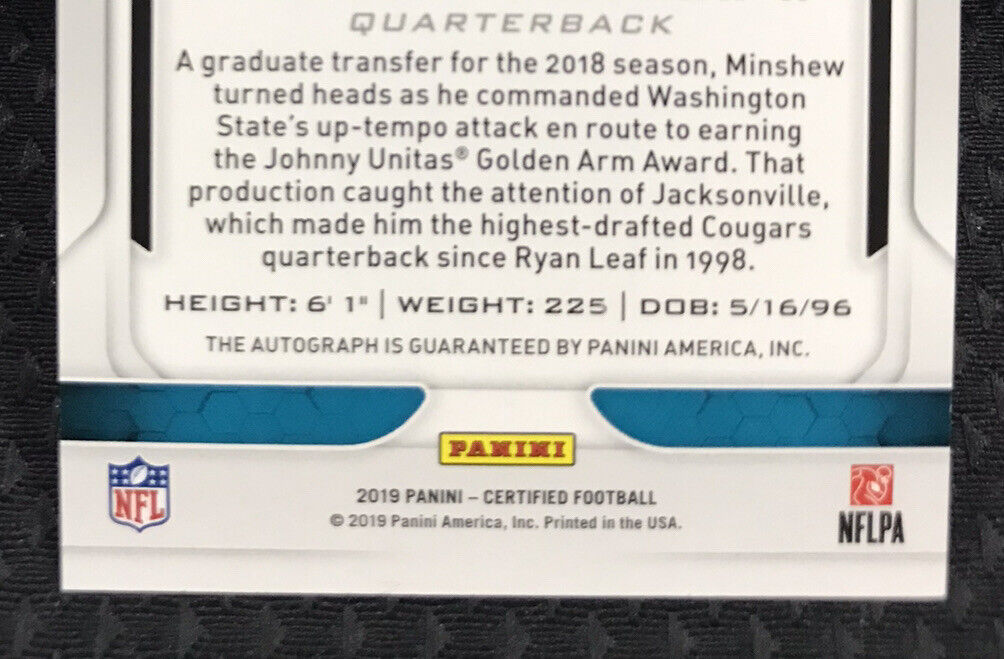 QUARTERBACK
A graduate transfer for the 2018 season, Minshew
turned heads as he commanded Washington
State's up-tempo attack en route to earning
the Johnny Unitas® Golden Arm Award. That
production caught the attention of Jacksonville,
which made him the highest-drafted Cougars
quarterback since Ryan Leaf in 1998.
HEIGHT: 6' 1" | WEIGHT: 225 | DOB: 5/16/96
THE AUTOGRAPH IS GUARANTEED BY PANINI AMERICA, INC.
PANINI
NFL
2019 PANINI – CERTIFIED FOOTBALL
© 2019 Panini America, Inc. Printed in the USA.
NFLPA